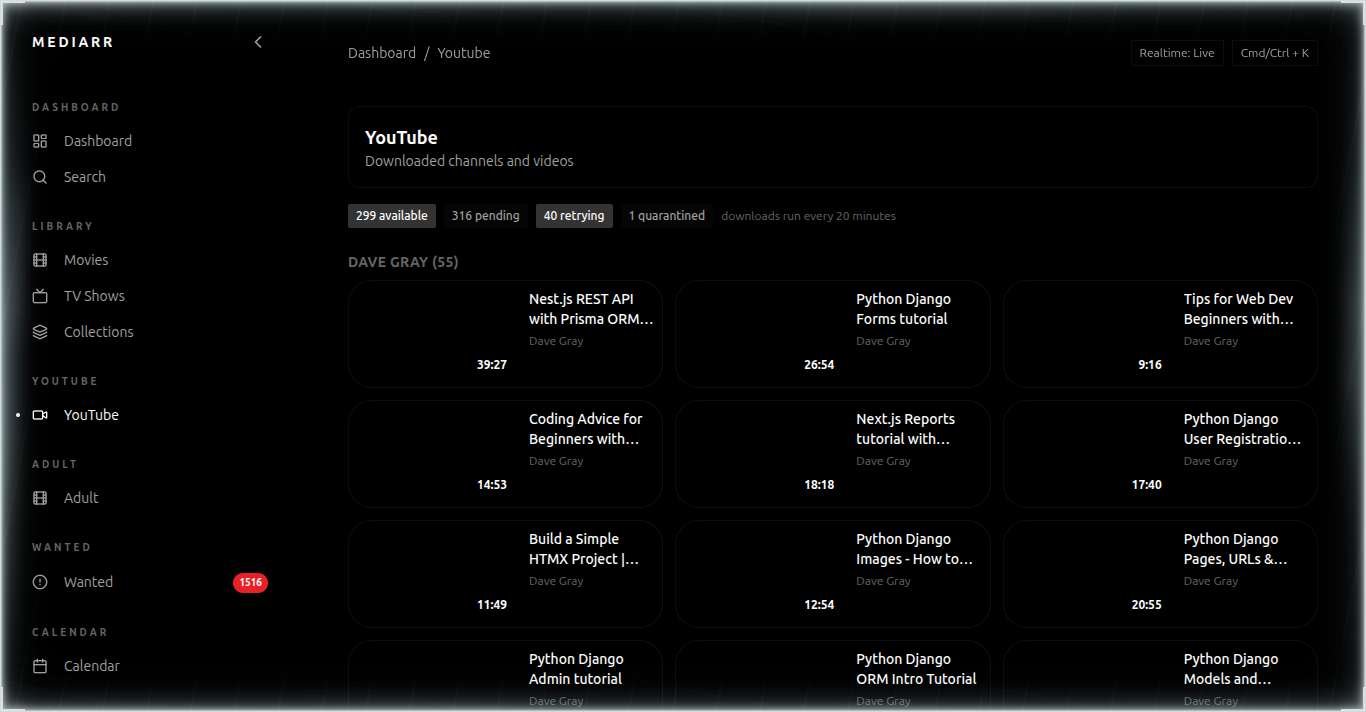 MEDIARR
DASHBOARD
Dashboard
Search
LIBRARY
Movies
TV Shows
Collections
YOUTUBE
YouTube
ADULT
Adult
WANTED
Wanted 1516
CALENDAR
Calendar
Dashboard / Youtube
Realtime: Live
Cmd/Ctrl + K
YouTube
Downloaded channels and videos
299 available 316 pending 40 retrying 1 quarantined downloads run every 20 minutes
DAVE GRAY (55)
Nest.js REST API
with Prisma ORM…
Dave Gray
39:27
Python Django
Forms tutorial
Dave Gray
26:54
Tips for Web Dev
Beginners with…
Dave Gray
9:16
Coding Advice for
Beginners with…
Dave Gray
14:53
Next.js Reports
tutorial with…
Dave Gray
18:18
Python Django
User Registratio…
Dave Gray
17:40
Build a Simple
HTMX Project |…
Dave Gray
11:49
Python Django
Images - How to…
Dave Gray
12:54
Python Django
Pages, URLs &…
Dave Gray
20:55
Python Django
Admin tutorial
Dave Gray
Python Django
ORM Intro Tutorial
Dave Gray
Python Django
Models and…
Dave Gray